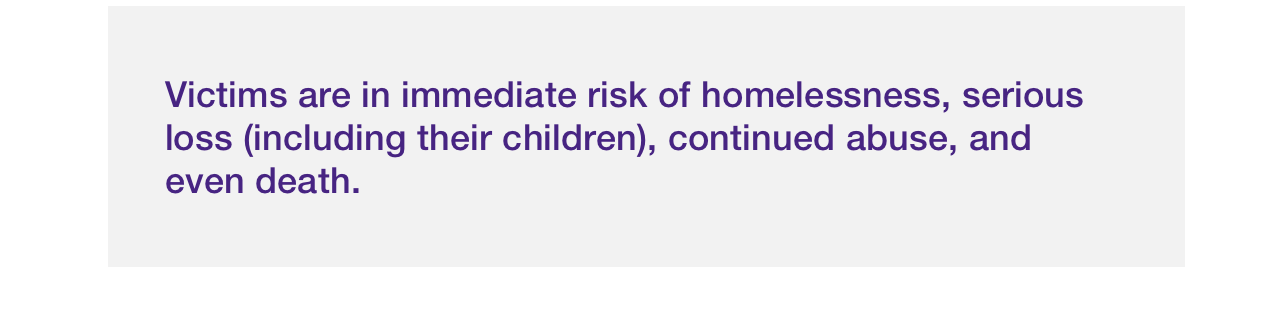 Victims are in immediate risk of homelessness, serious
loss (including their children), continued abuse, and
even death.